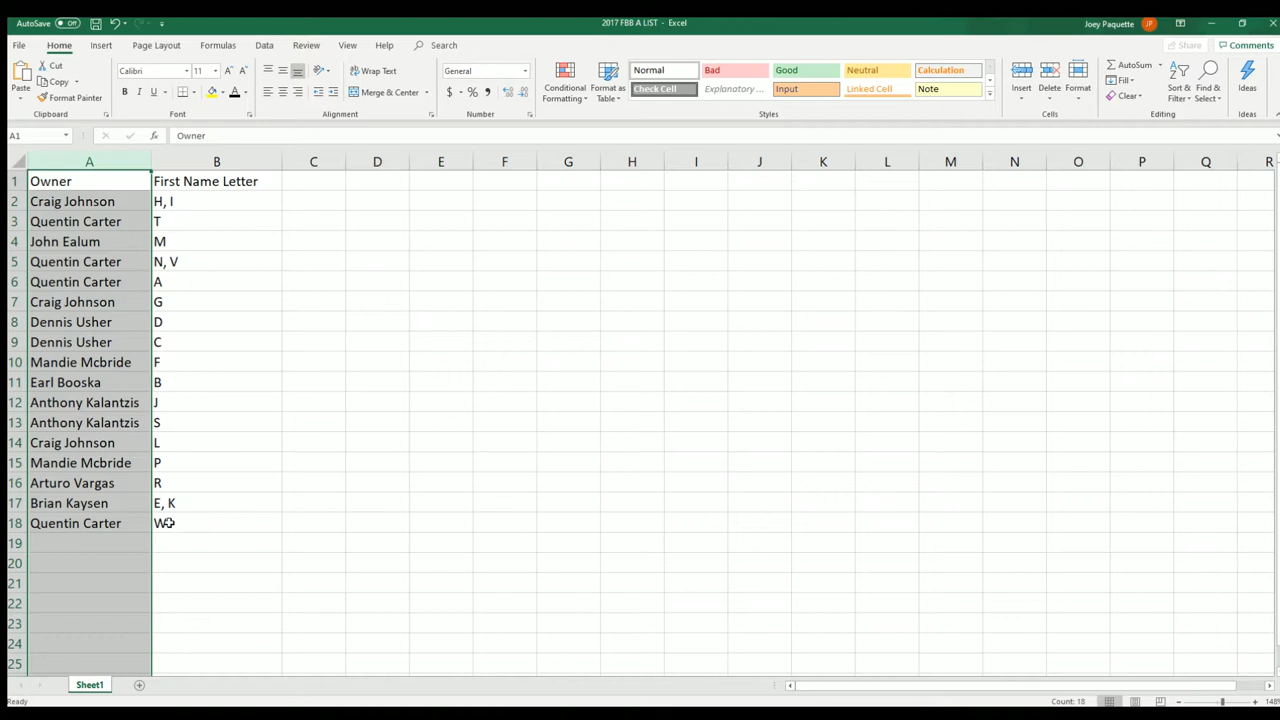 AutoSave Off 2017 FBB A LIST - Excel Joey Paquette JP
File Home Insert Page Layout Formulas Data Review View Help Search Share Comments
Paste Cut Copy Format Painter Clipboard
Calibri 11 A A B I U A Font
Wrap Text Merge & Center Alignment
General $ % Number
Conditional Formatting Format as Table
Normal Bad Good Neutral Calculation
Check Cell Explanatory ... Input Linked Cell Note
Styles
Insert Delete Format Cells
AutoSum Fill Clear Sort & Filter Find & Select Editing
Ideas Ideas
A1 fx Owner
A B C D E F G H I J K L M N O P Q R
1 Owner First Name Letter
2 Craig Johnson H, I
3 Quentin Carter T
4 John Ealum M
5 Quentin Carter N, V
6 Quentin Carter A
7 Craig Johnson G
8 Dennis Usher D
9 Dennis Usher C
10 Mandie Mcbride F
11 Earl Booska B
12 Anthony Kalantzis J
13 Anthony Kalantzis S
14 Craig Johnson L
15 Mandie Mcbride P
16 Arturo Vargas R
17 Brian Kaysen E, K
18 Quentin Carter W
19
20
21
22
23
24
25
Sheet1
Ready Count: 18 148%